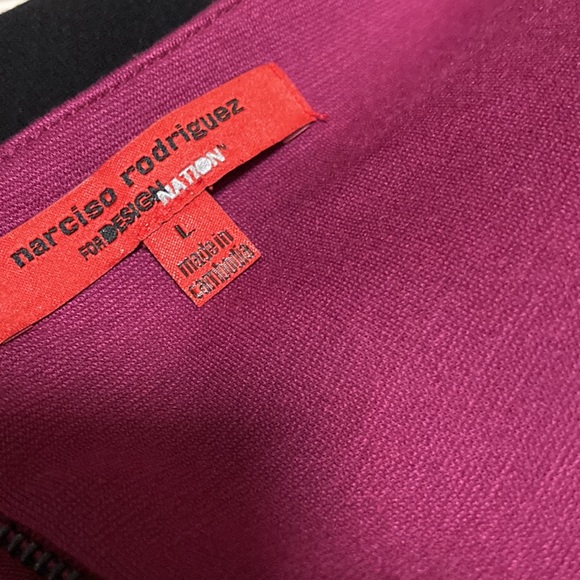 narciso rodriguez
FOR DESIGNATION
L
made in
cambodia